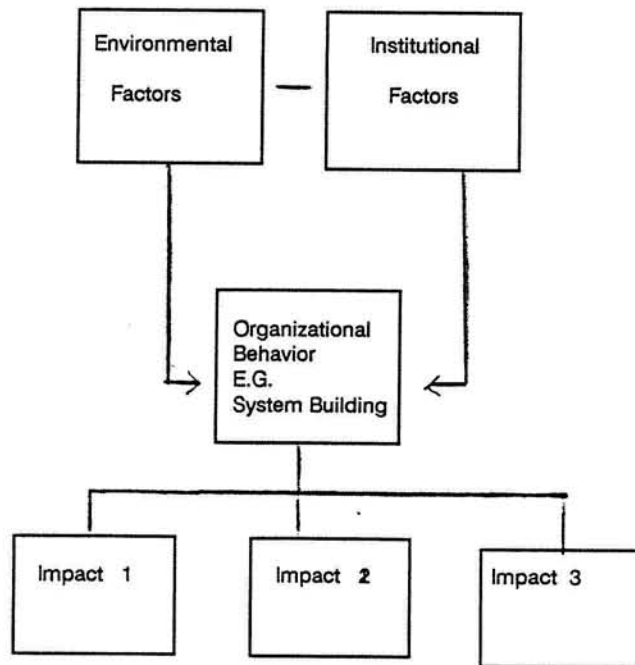 Environmental
Factors
Institutional
Factors
Organizational
Behavior
E.G.
System Building
Impact 1
Impact 2
Impact 3